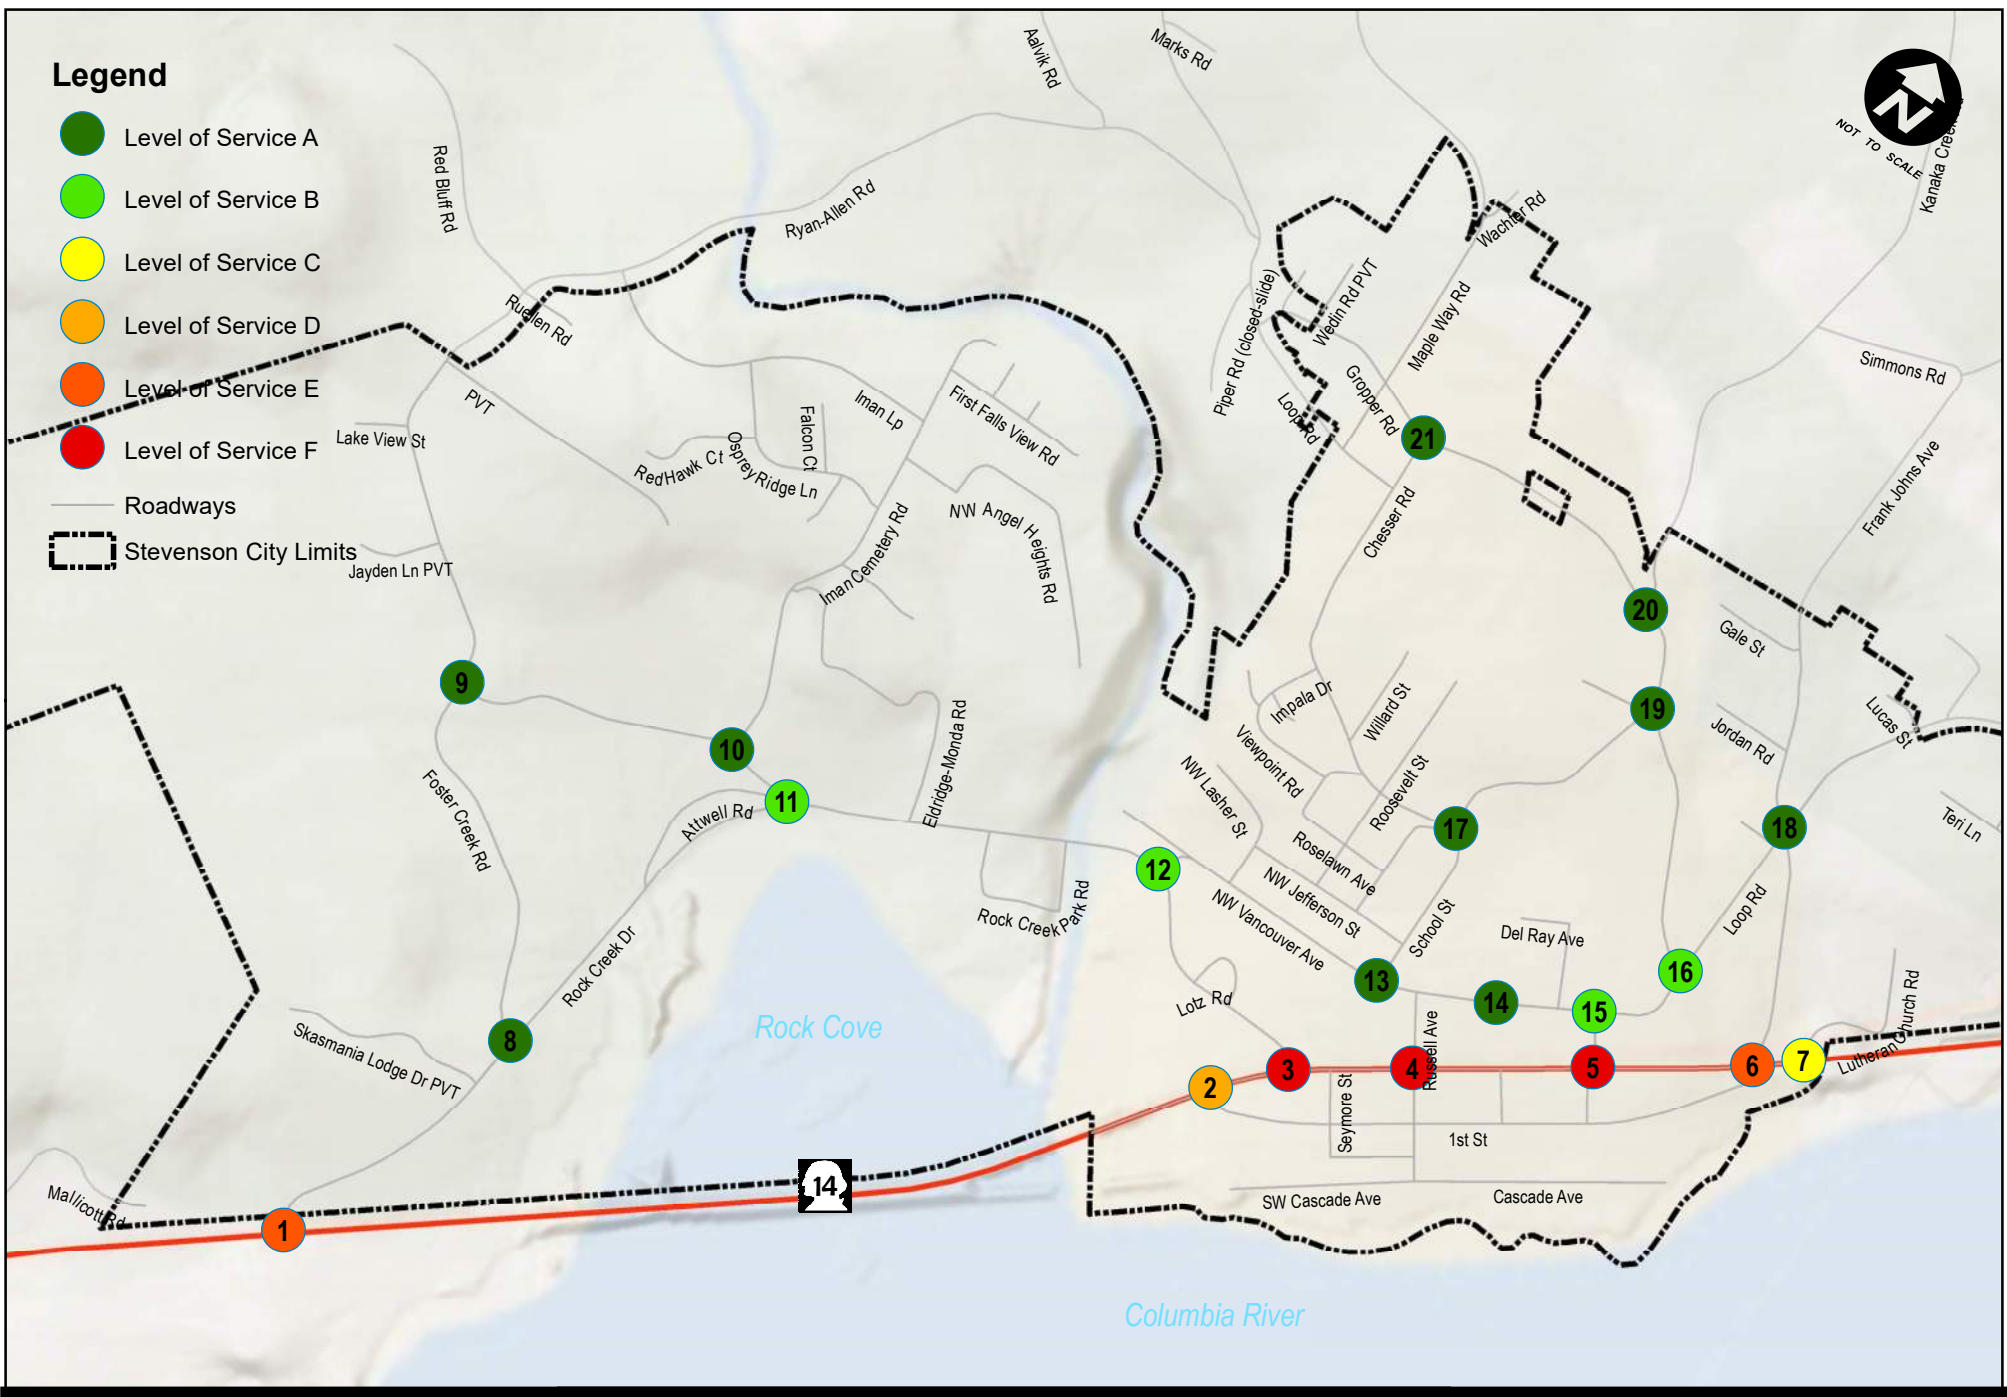 Legend
Level of Service A
Level of Service B
Level of Service C
Level of Service D
Level of Service E
Level of Service F
Roadways
Stevenson City Limits
N
NOT TO SCALE
Aalvik Rd
Marks Rd
Red Bluff Rd
Ryan-Allen Rd
Ruellen Rd
PVT
Lake View St
Jayden Ln PVT
Red Hawk Ct
Osprey Ridge Ln
Falcon Ct
Iman Lp
First Falls View Rd
NW Angel Heights Rd
Iman Cemetery Rd
Piper Rd (closed-slide)
Wedin Rd PVT
Wachter Rd
Maple Way Rd
Gropper Rd
Loop Rd
Chesser Rd
Simmons Rd
Frank Johns Ave
Gale St
Jordan Rd
Lucas St
Teri Ln
Impala Dr
Willard St
Viewpoint Rd
Roosevelt St
NW Lasher St
Roselawn Ave
NW Jefferson St
NW Vancouver Ave
School St
Del Ray Ave
Loop Rd
Eldridge-Monda Rd
Attwell Rd
Foster Creek Rd
Rock Creek Dr
Rock Creek Park Rd
Lotz Rd
Russell Ave
Seymore St
1st St
SW Cascade Ave
Cascade Ave
Lutheran Church Rd
Skasmania Lodge Dr PVT
Mallicott Rd
Rock Cove
Columbia River
14
1
2
3
4
5
6
7
8
9
10
11
12
13
14
15
16
17
18
19
20
21